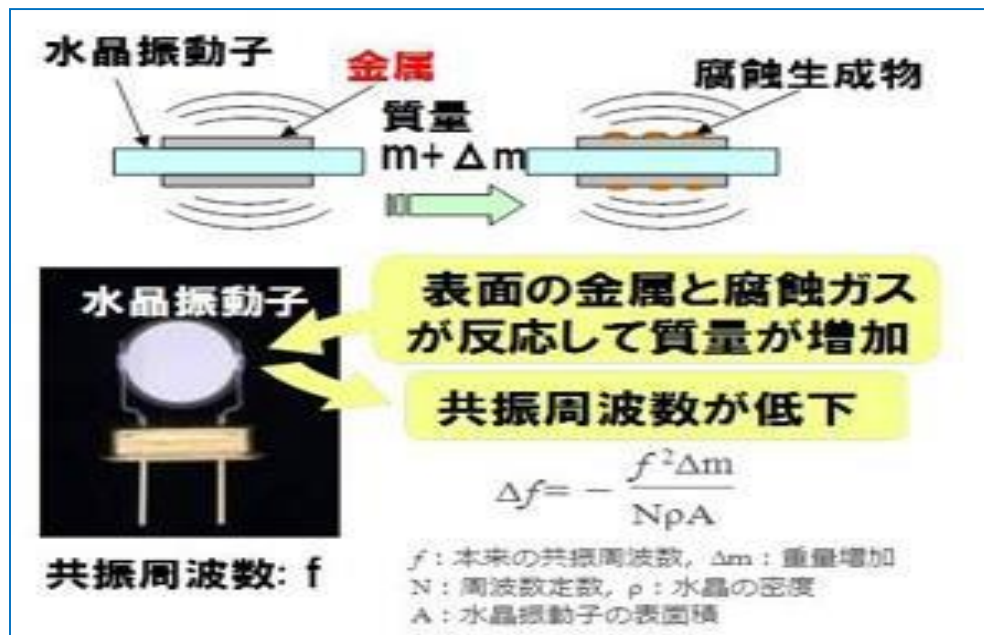 水晶振動子
金属
腐蝕生成物
質量
m+Δm
水晶振動子
表面の金属と腐蝕ガス
が反応して質量が増加
共振周波数が低下
Δf= − f²Δm / NρA
共振周波数: f
f:本来の共振周波数, Δm:重量増加
N:周波数定数, ρ:水晶の密度
A:水晶振動子の表面積